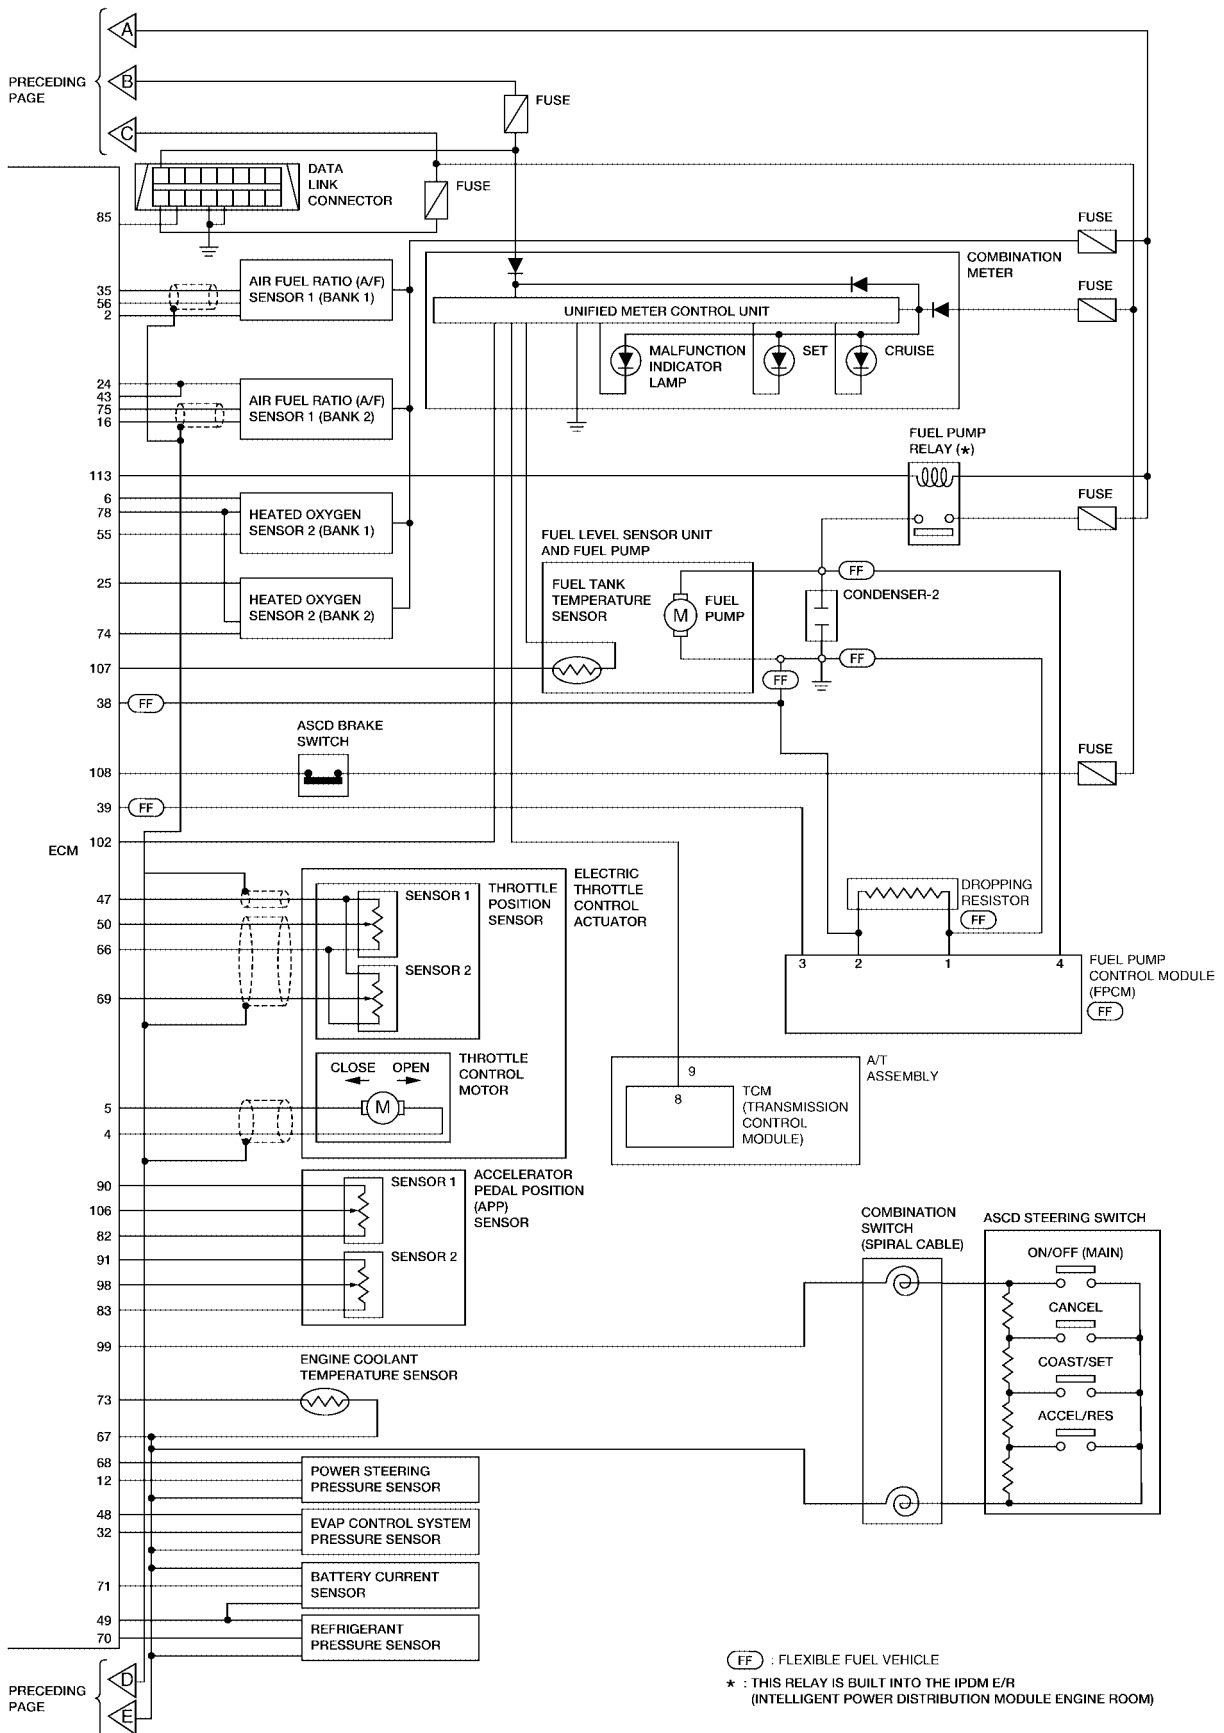 A
PRECEDING
PAGE
B
FUSE
C
DATA
LINK
CONNECTOR
FUSE
85
FUSE
COMBINATION
METER
35
56
2
AIR FUEL RATIO (A/F)
SENSOR 1 (BANK 1)
FUSE
UNIFIED METER CONTROL UNIT
MALFUNCTION
INDICATOR
LAMP
SET
CRUISE
24
43
75
16
AIR FUEL RATIO (A/F)
SENSOR 1 (BANK 2)
FUEL PUMP
RELAY (*)
113
6
78
55
HEATED OXYGEN
SENSOR 2 (BANK 1)
FUSE
FUEL LEVEL SENSOR UNIT
AND FUEL PUMP
25
74
HEATED OXYGEN
SENSOR 2 (BANK 2)
FUEL TANK
TEMPERATURE
SENSOR
M
FUEL
PUMP
FF
CONDENSER-2
FF
FF
107
38
FF
ASCD BRAKE
SWITCH
FUSE
108
39
FF
ECM
102
ELECTRIC
THROTTLE
CONTROL
ACTUATOR
THROTTLE
POSITION
SENSOR
SENSOR 1
SENSOR 2
47
50
66
69
DROPPING
RESISTOR
FF
3
2
1
4
FUEL PUMP
CONTROL MODULE
(FPCM)
FF
CLOSE
OPEN
M
THROTTLE
CONTROL
MOTOR
5
4
A/T
ASSEMBLY
9
8
TCM
(TRANSMISSION
CONTROL
MODULE)
90
106
82
91
98
83
SENSOR 1
SENSOR 2
ACCELERATOR
PEDAL POSITION
(APP)
SENSOR
COMBINATION
SWITCH
(SPIRAL CABLE)
ASCD STEERING SWITCH
ON/OFF (MAIN)
CANCEL
COAST/SET
ACCEL/RES
99
ENGINE COOLANT
TEMPERATURE SENSOR
73
67
68
12
POWER STEERING
PRESSURE SENSOR
48
32
EVAP CONTROL SYSTEM
PRESSURE SENSOR
71
BATTERY CURRENT
SENSOR
49
70
REFRIGERANT
PRESSURE SENSOR
PRECEDING
PAGE
D
E
FF : FLEXIBLE FUEL VEHICLE
* : THIS RELAY IS BUILT INTO THE IPDM E/R
(INTELLIGENT POWER DISTRIBUTION MODULE ENGINE ROOM)